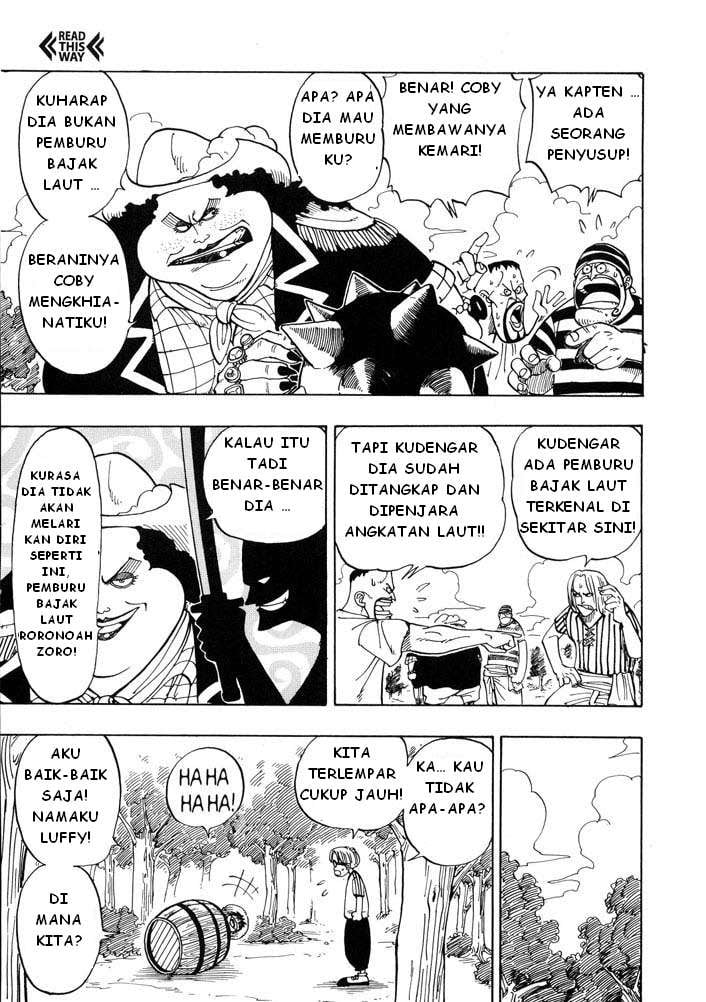 READ
THIS
WAY
YA KAPTEN ...
ADA
SEORANG
PENYUSUP!
BENAR! COBY
YANG
MEMBAWANYA
KEMARI!
APA? APA
DIA MAU
MEMBURU
KU?
KUHARAP
DIA BUKAN
PEMBURU
BAJAK
LAUT ...
BERANINYA
COBY
MENGKHIA-
NATIKU!
KUDENGAR
ADA PEMBURU
BAJAK LAUT
TERKENAL DI
SEKITAR SINI!
TAPI KUDENGAR
DIA SUDAH
DITANGKAP DAN
DIPENJARA
ANGKATAN LAUT!!
KALAU ITU
TADI
BENAR-BENAR
DIA ...
KURASA
DIA TIDAK
AKAN
MELARI
KAN DIRI
SEPERTI
INI,
PEMBURU
BAJAK
LAUT
RORONOAH
ZORO!
KA... KAU
TIDAK
APA-APA?
KITA
TERLEMPAR
CUKUP JAUH!
HA HA
HA HA!
AKU
BAIK-BAIK
SAJA!
NAMAKU
LUFFY!
DI
MANA
KITA?